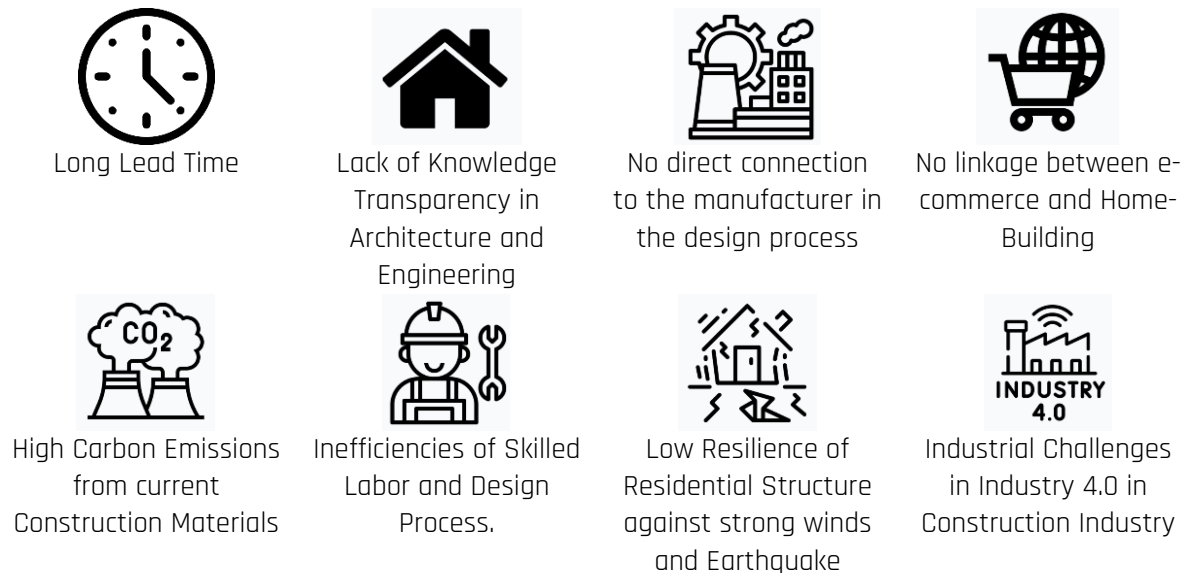 Long Lead Time
Lack of Knowledge
Transparency in
Architecture and
Engineering
No direct connection
to the manufacturer in
the design process
No linkage between e-
commerce and Home-
Building
CO2
High Carbon Emissions
from current
Construction Materials
Inefficiencies of Skilled
Labor and Design
Process.
Low Resilience of
Residential Structure
against strong winds
and Earthquake
INDUSTRY
4.0
Industrial Challenges
in Industry 4.0 in
Construction Industry